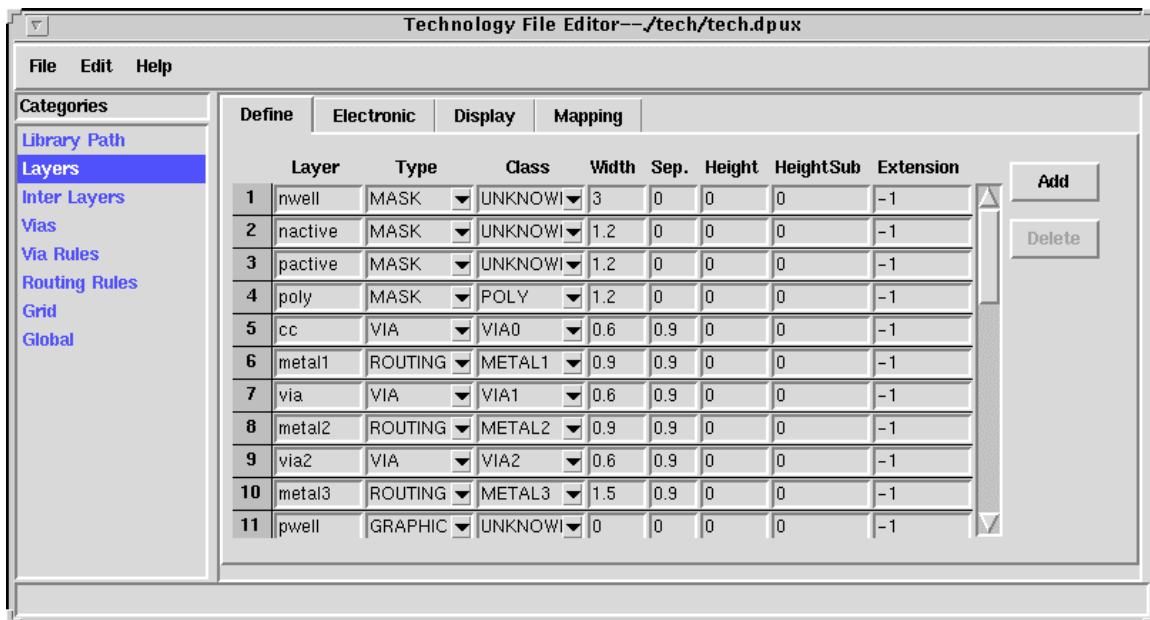 Technology File Editor--./tech/tech.dpux
File Edit Help
Categories
Library Path
Layers
Inter Layers
Vias
Via Rules
Routing Rules
Grid
Global
Define Electronic Display Mapping
Layer Type Class Width Sep. Height HeightSub Extension
1 nwell MASK UNKNOW 3 0 0 0 -1
2 nactive MASK UNKNOW 1.2 0 0 0 -1
3 pactive MASK UNKNOW 1.2 0 0 0 -1
4 poly MASK POLY 1.2 0 0 0 -1
5 cc VIA VIA0 0.6 0.9 0 0 -1
6 metal1 ROUTING METAL1 0.9 0.9 0 0 -1
7 via VIA VIA1 0.6 0.9 0 0 -1
8 metal2 ROUTING METAL2 0.9 0.9 0 0 -1
9 via2 VIA VIA2 0.6 0.9 0 0 -1
10 metal3 ROUTING METAL3 1.5 0.9 0 0 -1
11 pwell GRAPHIC UNKNOW 0 0 0 0 -1
Add
Delete